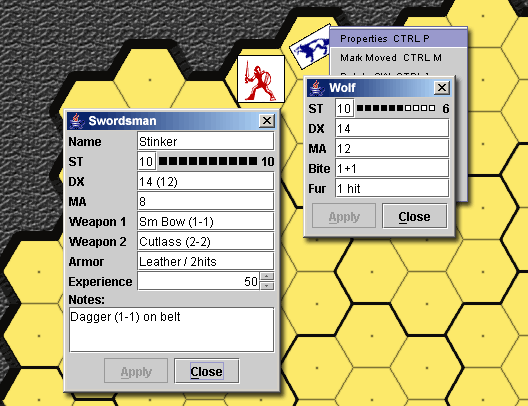 Properties CTRL P
Mark Moved CTRL M
Wolf
ST 10 6
DX 14
MA 12
Bite 1+1
Fur 1 hit
Apply Close
Swordsman
Name Stinker
ST 10 10
DX 14 (12)
MA 8
Weapon 1 Sm Bow (1-1)
Weapon 2 Cutlass (2-2)
Armor Leather / 2hits
Experience 50
Notes:
Dagger (1-1) on belt
Apply Close